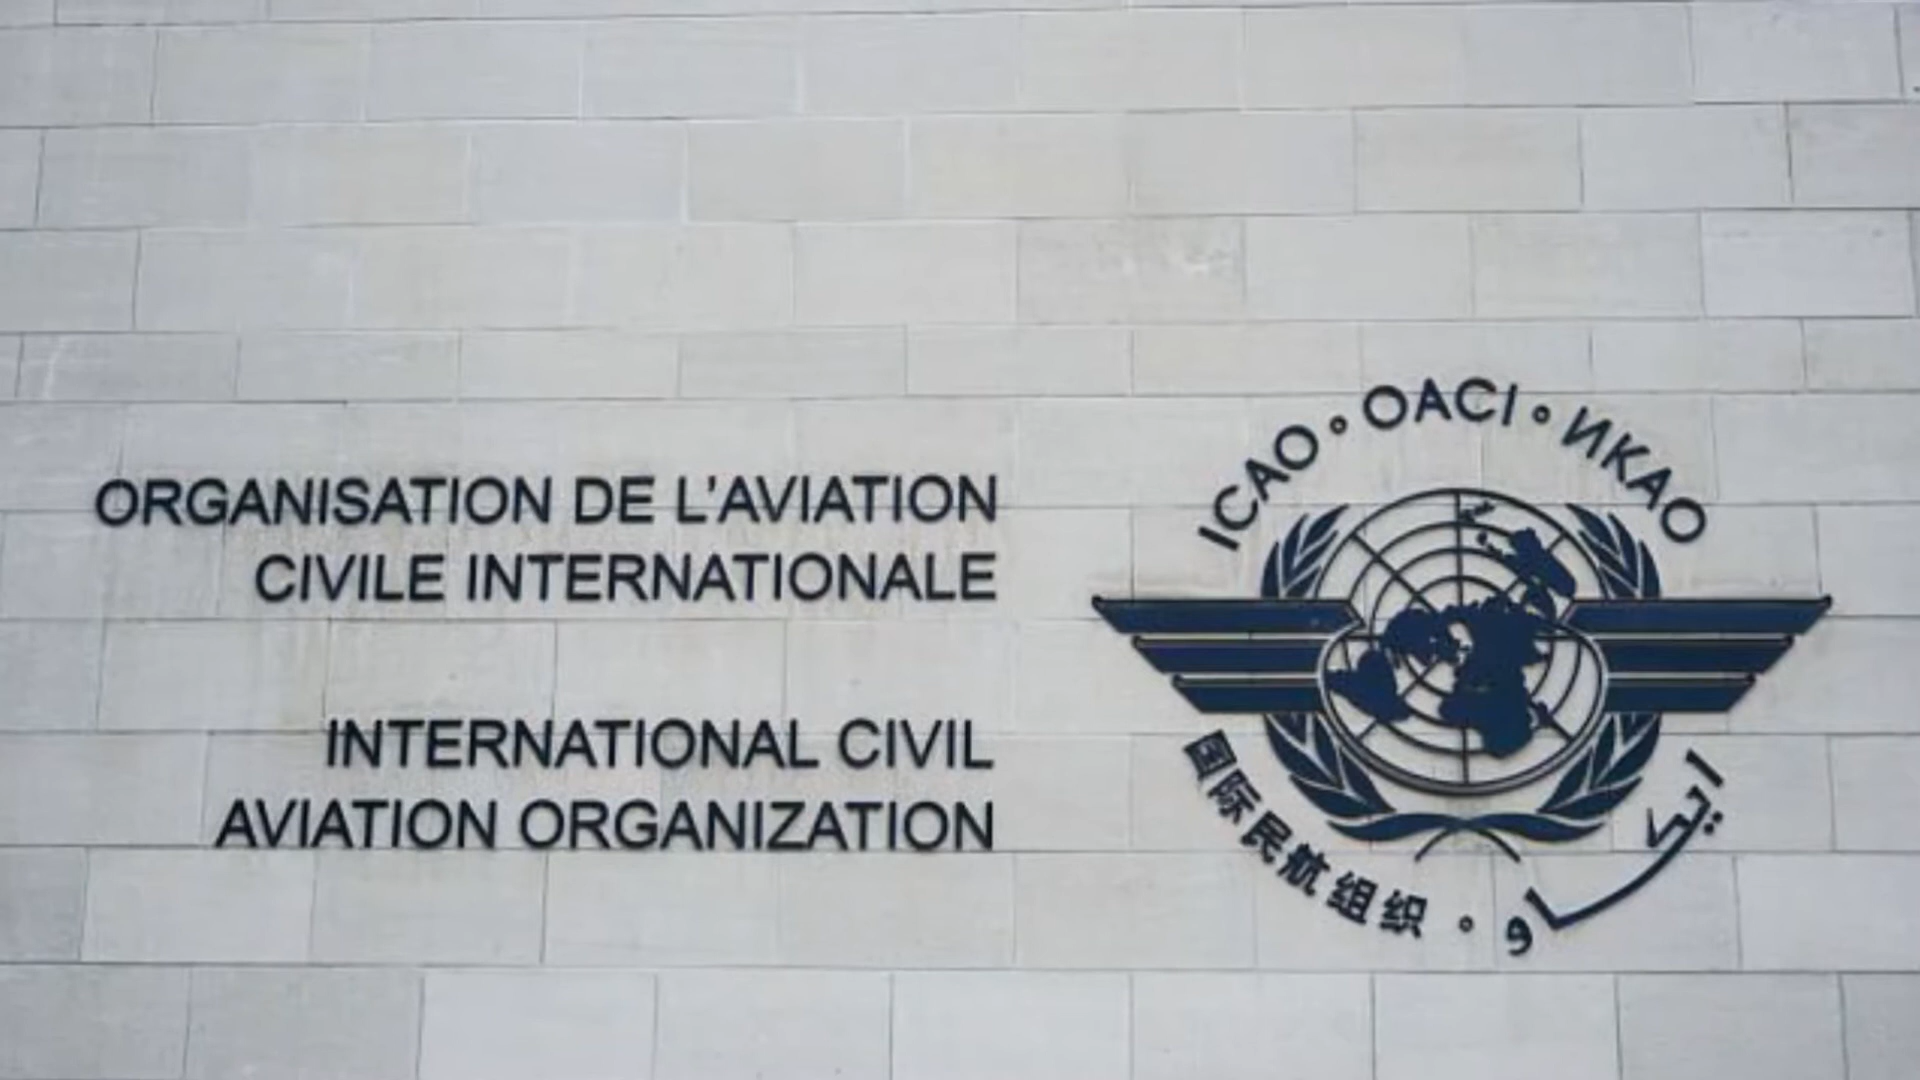 ORGANISATION DE L'AVIATION
CIVILE INTERNATIONALE
INTERNATIONAL CIVIL
AVIATION ORGANIZATION
ICAO • OACI • ИКАО
国际民航组织 • ايكاو